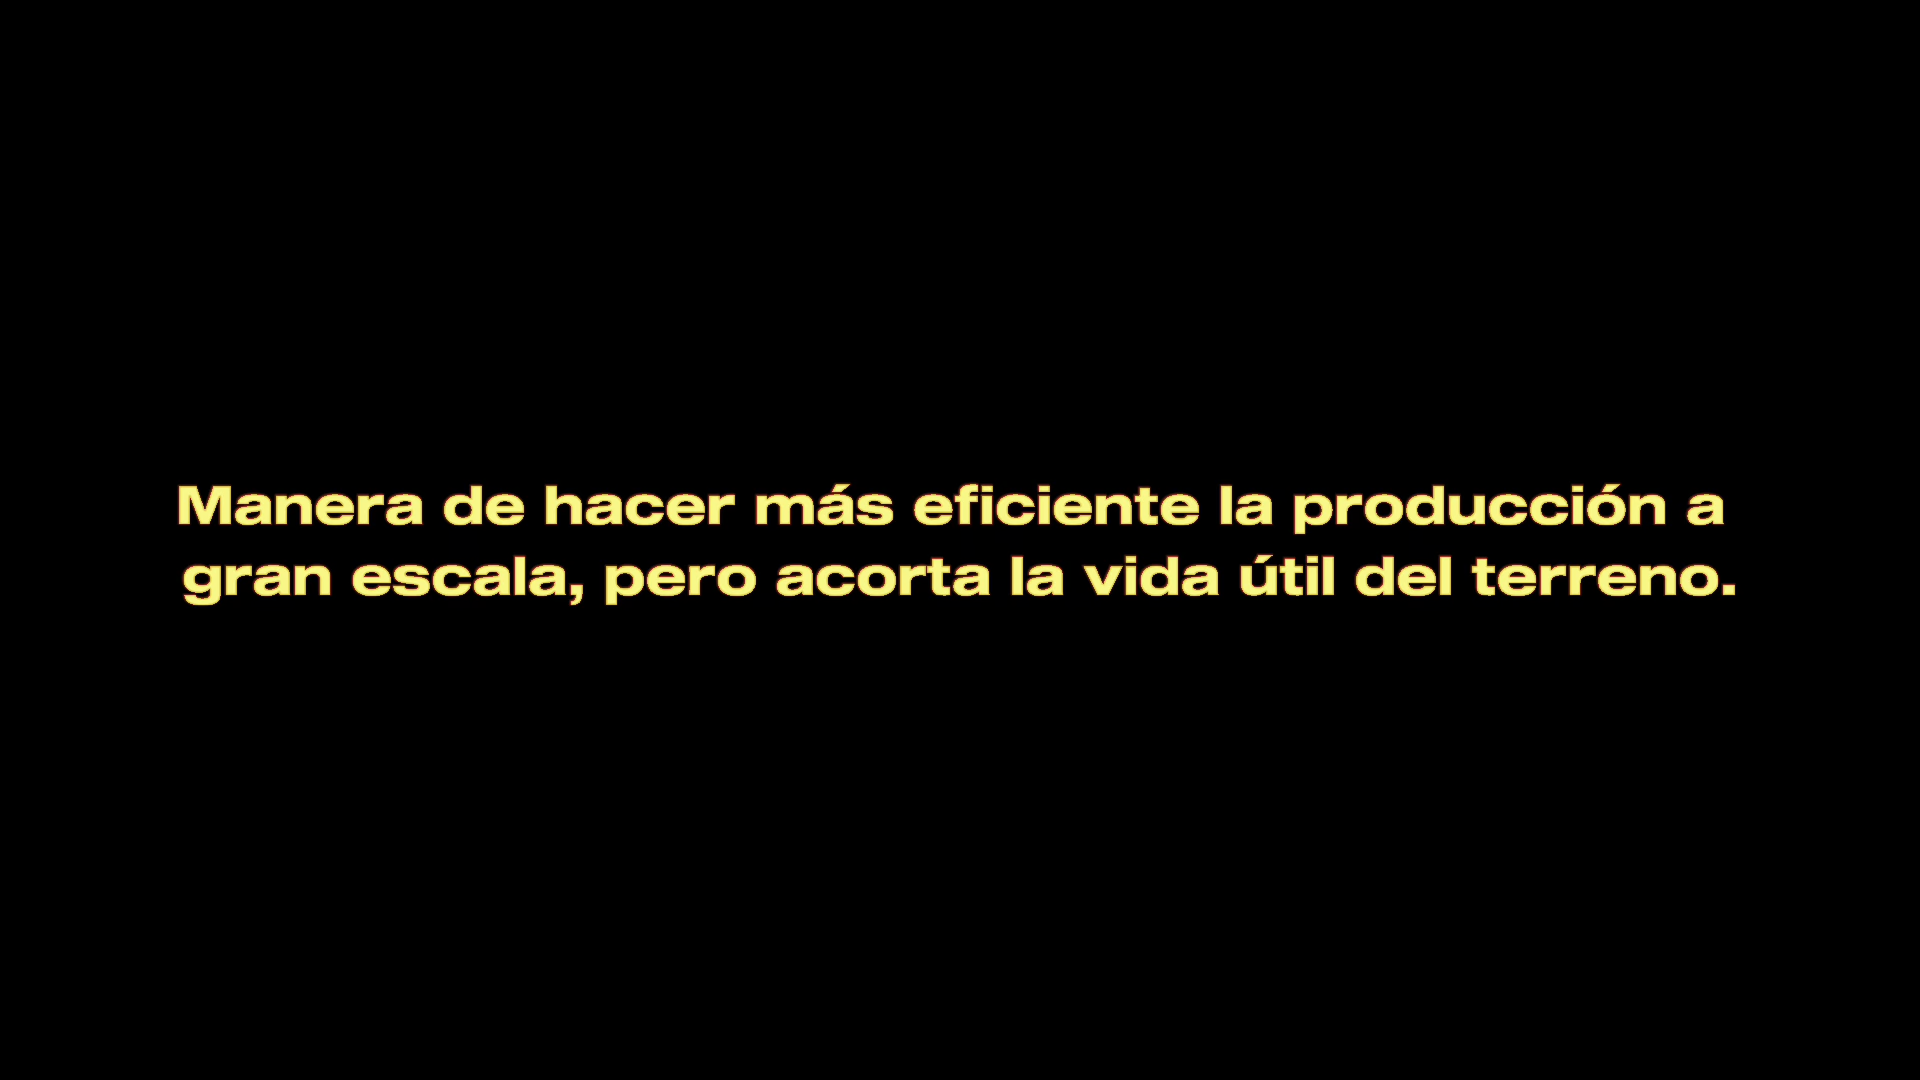 Manera de hacer más eficiente la producción a
gran escala, pero acorta la vida útil del terreno.